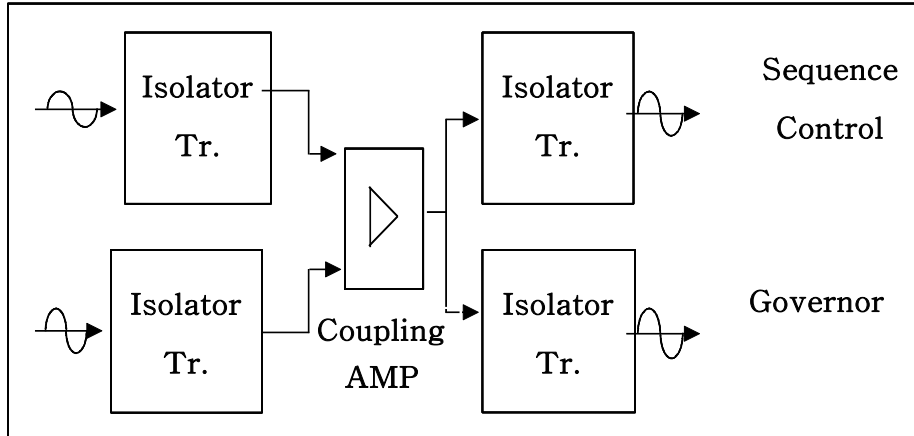 Isolator
Tr.
Isolator
Tr.
Sequence
Control
Isolator
Tr.
Coupling
AMP
Isolator
Tr.
Governor